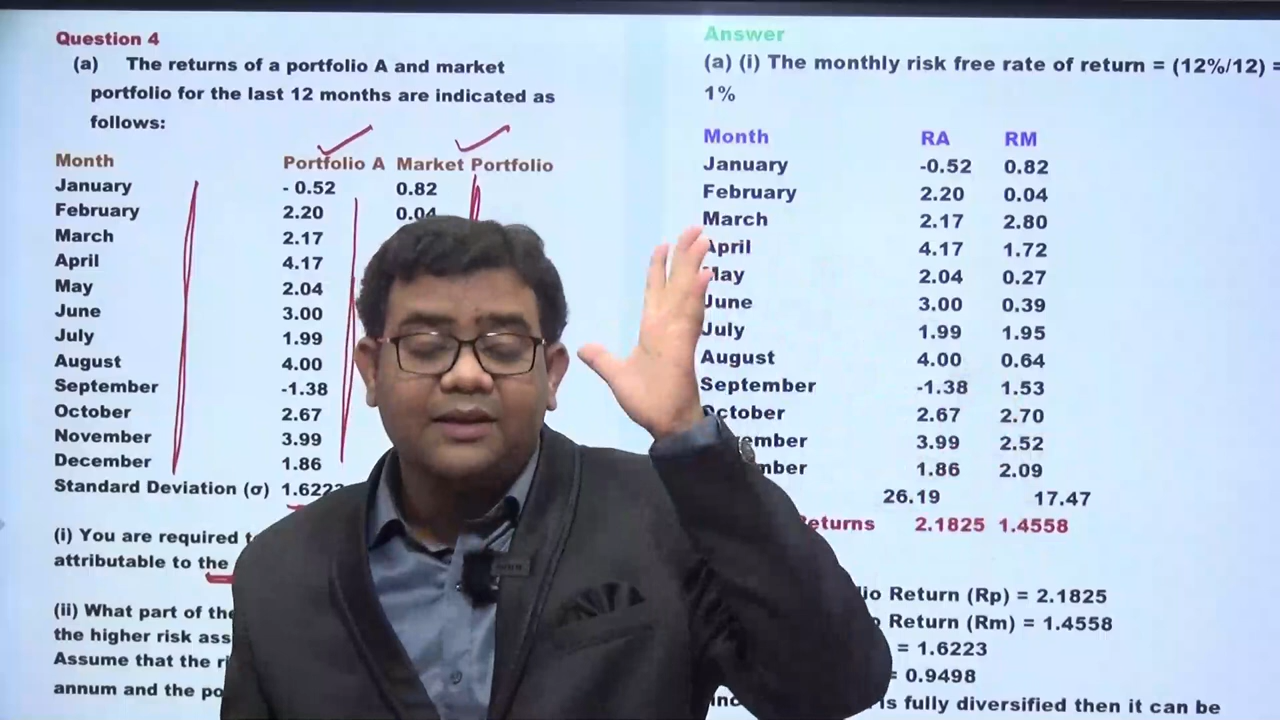 Question 4
(a) The returns of a portfolio A and market
portfolio for the last 12 months are indicated as
follows:
Month Portfolio A Market Portfolio
January - 0.52 0.82
February 2.20 0.04
March 2.17
April 4.17
May 2.04
June 3.00
July 1.99
August 4.00
September -1.38
October 2.67
November 3.99
December 1.86
Standard Deviation (σ) 1.6223
(i) You are required
attributable to the
(ii) What part of the
the higher risk
Assume that the
annum and the
Answer
(a) (i) The monthly risk free rate of return = (12%/12) =
1%
Month RA RM
January -0.52 0.82
February 2.20 0.04
March 2.17 2.80
April 4.17 1.72
May 2.04 0.27
June 3.00 0.39
July 1.99 1.95
August 4.00 0.64
September -1.38 1.53
October 2.67 2.70
ember 3.99 2.52
mber 1.86 2.09
26.19 17.47
Returns 2.1825 1.4558
io Return (Rp) = 2.1825
Return (Rm) = 1.4558
= 1.6223
= 0.9498
is fully diversified then it can be